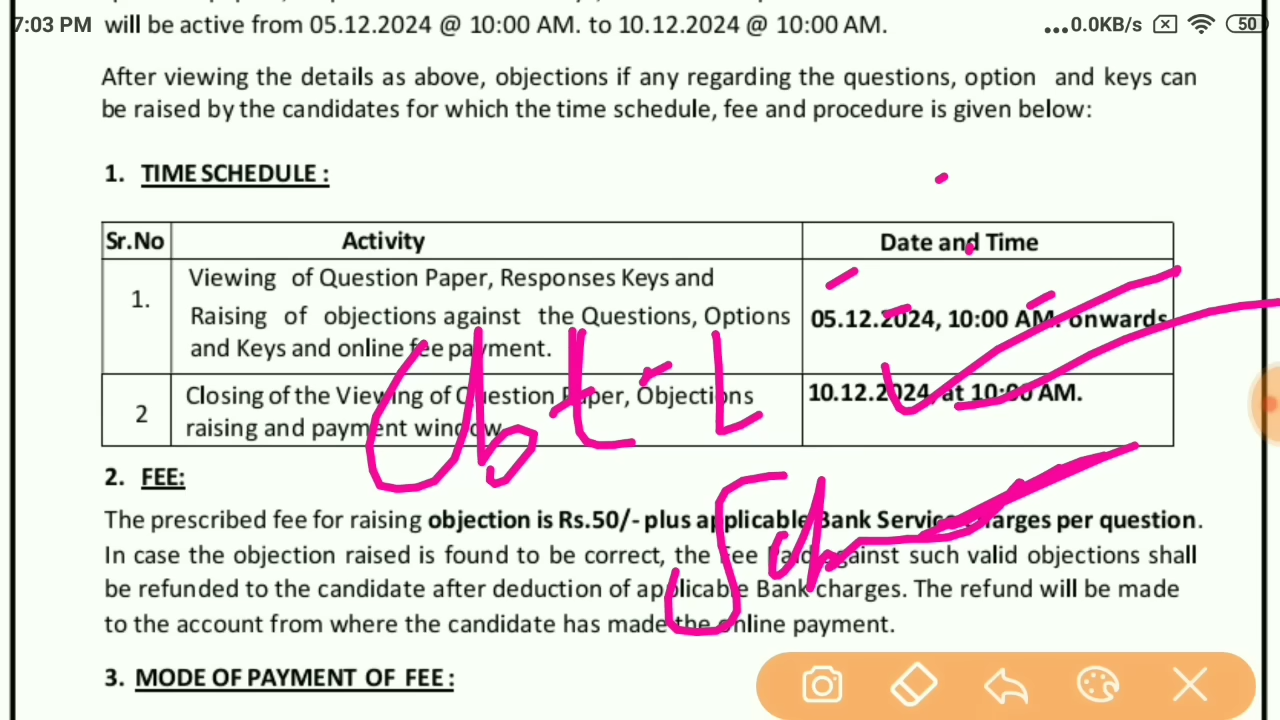 7:03 PM will be active from 05.12.2024 @ 10:00 AM. to 10.12.2024 @ 10:00 AM. ...0.0KB/s 50
After viewing the details as above, objections if any regarding the questions, option and keys can
be raised by the candidates for which the time schedule, fee and procedure is given below:
1. TIME SCHEDULE :
Sr.No Activity Date and Time
1. Viewing of Question Paper, Responses Keys and
Raising of objections against the Questions, Options
and Keys and online fee payment.
05.12.2024, 10:00 AM. onwards
2 Closing of the Viewing of Question Paper, Objections
raising and payment window
10.12.2024, at 10:00 AM.
2. FEE:
The prescribed fee for raising objection is Rs.50/- plus applicable Bank Service Charges per question.
In case the objection raised is found to be correct, the Fee Paid against such valid objections shall
be refunded to the candidate after deduction of applicable Bank charges. The refund will be made
to the account from where the candidate has made the online payment.
3. MODE OF PAYMENT OF FEE :